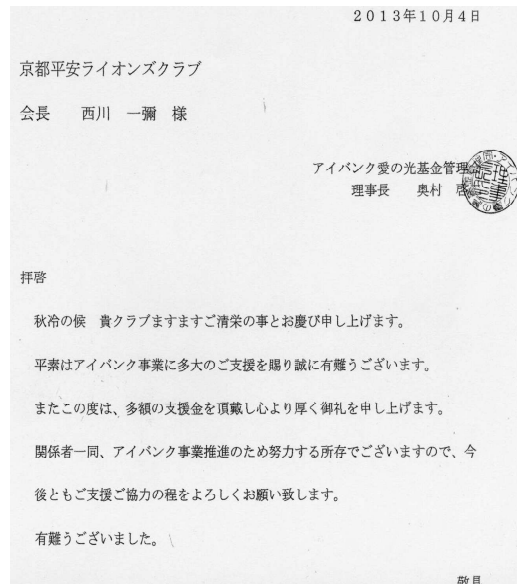 2013年10月4日
京都平安ライオンズクラブ
会長　西川　一彌　様
アイバンク愛の光基金管理
理事長　奥村　啓
拝啓
秋冷の候　貴クラブますますご清栄の事とお慶び申し上げます。
平素はアイバンク事業に多大のご支援を賜り誠に有難うございます。
またこの度は、多額の支援金を頂戴し心より厚く御礼を申し上げます。
関係者一同、アイバンク事業推進のため努力する所存でございますので、今
後ともご支援ご協力の程をよろしくお願い致します。
有難うございました。
敬具